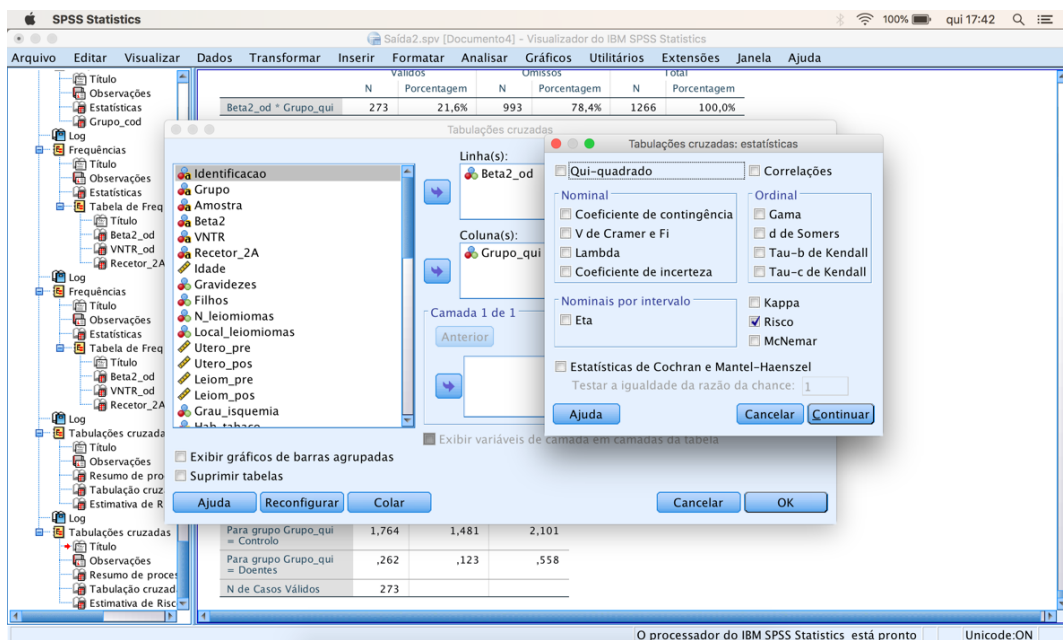 SPSS Statistics 100% qui 17:42
Saída2.spv [Documento4] - Visualizador do IBM SPSS Statistics
Arquivo Editar Visualizar Dados Transformar Inserir Formatar Analisar Gráficos Utilitários Extensões Janela Ajuda
Título
Observações
Estatísticas
Grupo_cod
Log
Frequências
Título
Observações
Estatísticas
Tabela de Freq
Título
Beta2_od
VNTR_od
Recetor_2A
Log
Frequências
Título
Observações
Estatísticas
Tabela de Freq
Título
Beta2_od
VNTR_od
Recetor_2A
Log
Tabulações cruzada
Título
Observações
Resumo de pro
Tabulação cruz
Estimativa de R
Log
Tabulações cruzadas
Título
Observações
Resumo de proces
Tabulação cruzad
Estimativa de Risc
Válidos Omissos Total
N Porcentagem N Porcentagem N Porcentagem
Beta2_od * Grupo_qui 273 21,6% 993 78,4% 1266 100,0%
Tabulações cruzadas
Identificacao
Grupo
Amostra
Beta2
VNTR
Recetor_2A
Idade
Gravidezes
Filhos
N_leiomiomas
Local_leiomiomas
Utero_pre
Utero_pos
Leiom_pre
Leiom_pos
Grau_isquemia
Hab_tabaco
Linha(s):
Beta2_od
Coluna(s):
Grupo_qui
Camada 1 de 1
Anterior
Exibir variáveis de camada em camadas da tabela
Exibir gráficos de barras agrupadas
Suprimir tabelas
Ajuda Reconfigurar Colar Cancelar OK
Tabulações cruzadas: estatísticas
Qui-quadrado Correlações
Nominal
Coeficiente de contingência
V de Cramer e Fi
Lambda
Coeficiente de incerteza
Ordinal
Gama
d de Somers
Tau-b de Kendall
Tau-c de Kendall
Nominais por intervalo
Eta
Kappa
Risco
McNemar
Estatísticas de Cochran e Mantel-Haenszel
Testar a igualdade da razão da chance: 1
Ajuda Cancelar Continuar
Para grupo Grupo_qui
= Controlo 1,764 1,481 2,101
Para grupo Grupo_qui
= Doentes ,262 ,123 ,558
N de Casos Válidos 273
O processador do IBM SPSS Statistics está pronto Unicode:ON